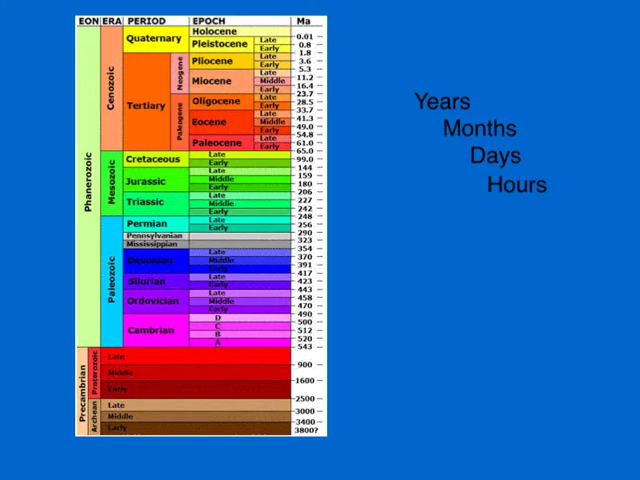 EON ERA PERIOD EPOCH Ma
Phanerozoic
Cenozoic
Quaternary
Holocene
0.01
Pleistocene
Late
0.8
Early
1.8
Tertiary
Neogene
Pliocene
Late
3.6
Early
5.3
Miocene
Late
11.2
Middle
16.4
Early
23.7
Paleogene
Oligocene
Late
28.5
Early
33.7
Eocene
Late
41.3
Middle
49.0
Early
54.8
Paleocene
Late
61.0
Early
65.0
Mesozoic
Cretaceous
Late
99.0
Early
144
Jurassic
Late
159
Middle
180
Early
206
Triassic
Late
227
Middle
242
Early
248
Paleozoic
Permian
Late
256
Early
290
Pennsylvanian
323
Mississippian
354
Devonian
Late
370
Middle
391
Early
417
Silurian
Late
423
Early
443
Ordovician
Late
458
Middle
470
Early
490
Cambrian
D
500
C
512
B
520
A
543
Precambrian
Proterozoic
Late
900
Middle
1600
Early
2500
Archean
Late
3000
Middle
3400
Early
3800?
Years
Months
Days
Hours